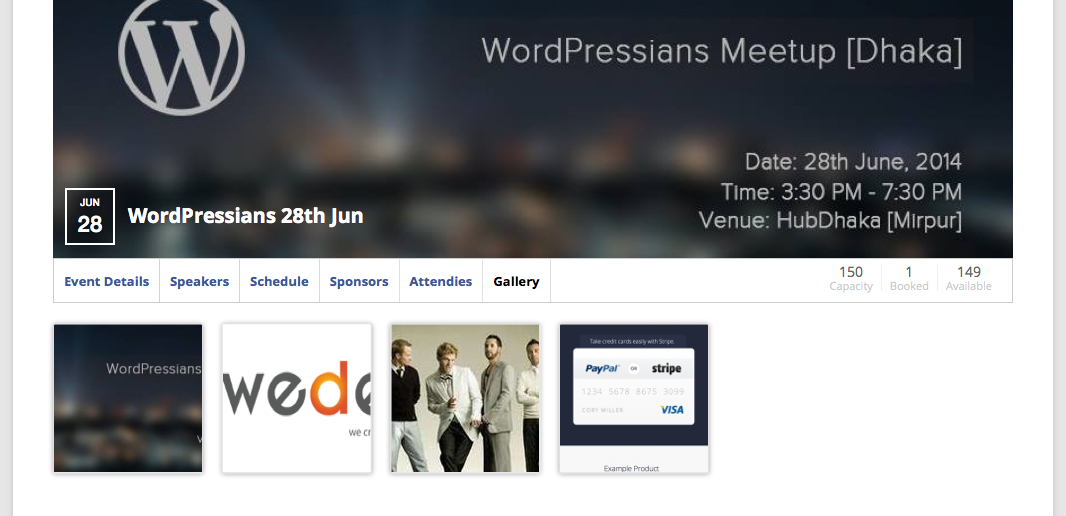 WordPressians Meetup [Dhaka]
Date: 28th June, 2014
Time: 3:30 PM - 7:30 PM
Venue: HubDhaka [Mirpur]
JUN
28
WordPressians 28th Jun
Event Details Speakers Schedule Sponsors Attendies Gallery
150 1 149
Capacity Booked Available
WordPressians
V
wede
we cr
Take credit cards easily with Stripe
PayPal OR stripe
1234 5678 8675 3099
CORY MILLER VISA
Example Product